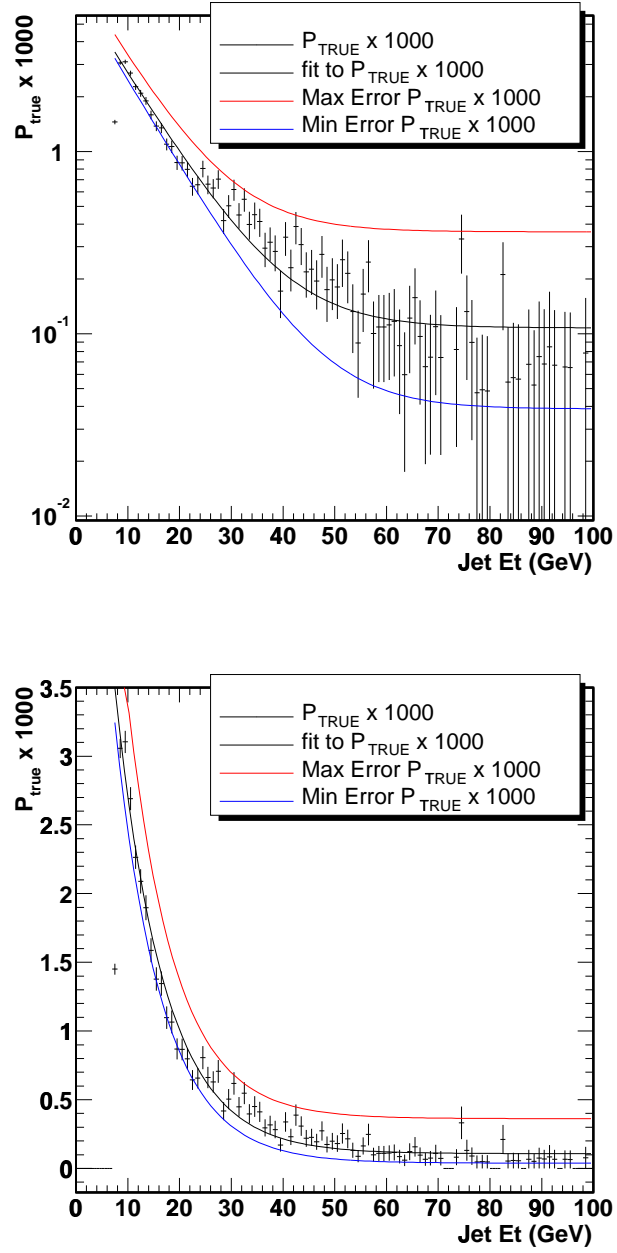 P_true x 1000
P_TRUE x 1000
fit to P_TRUE x 1000
Max Error P_TRUE x 1000
Min Error P_TRUE x 1000
1
10^-1
10^-2
0 10 20 30 40 50 60 70 80 90 100
Jet Et (GeV)
P_true x 1000
P_TRUE x 1000
fit to P_TRUE x 1000
Max Error P_TRUE x 1000
Min Error P_TRUE x 1000
3.5
3
2.5
2
1.5
1
0.5
0
0 10 20 30 40 50 60 70 80 90 100
Jet Et (GeV)